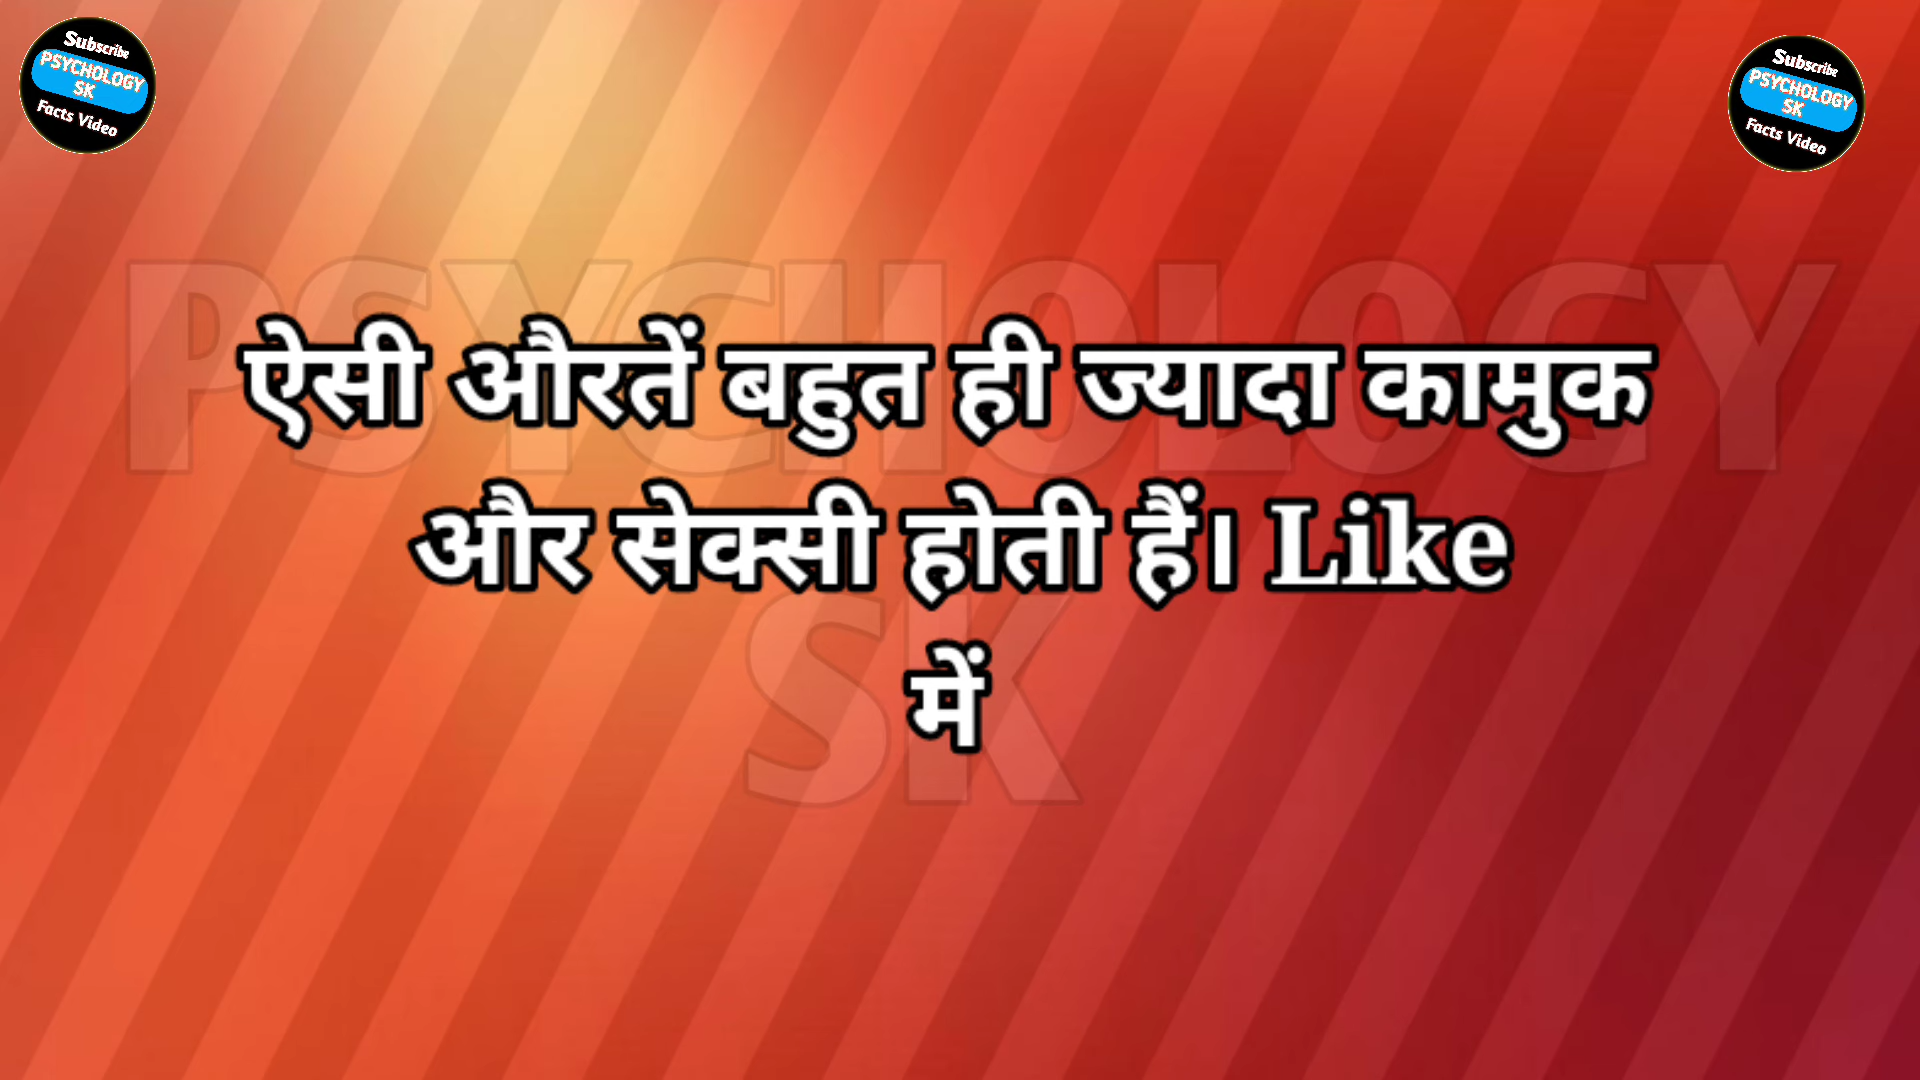 Subscribe
PSYCHOLOGY
SK
Facts Video
Subscribe
PSYCHOLOGY
SK
Facts Video
PSYCHOLOGY
SK
ऐसी औरतें बहुत ही ज्यादा कामुक
और सेक्सी होती हैं। Like
में